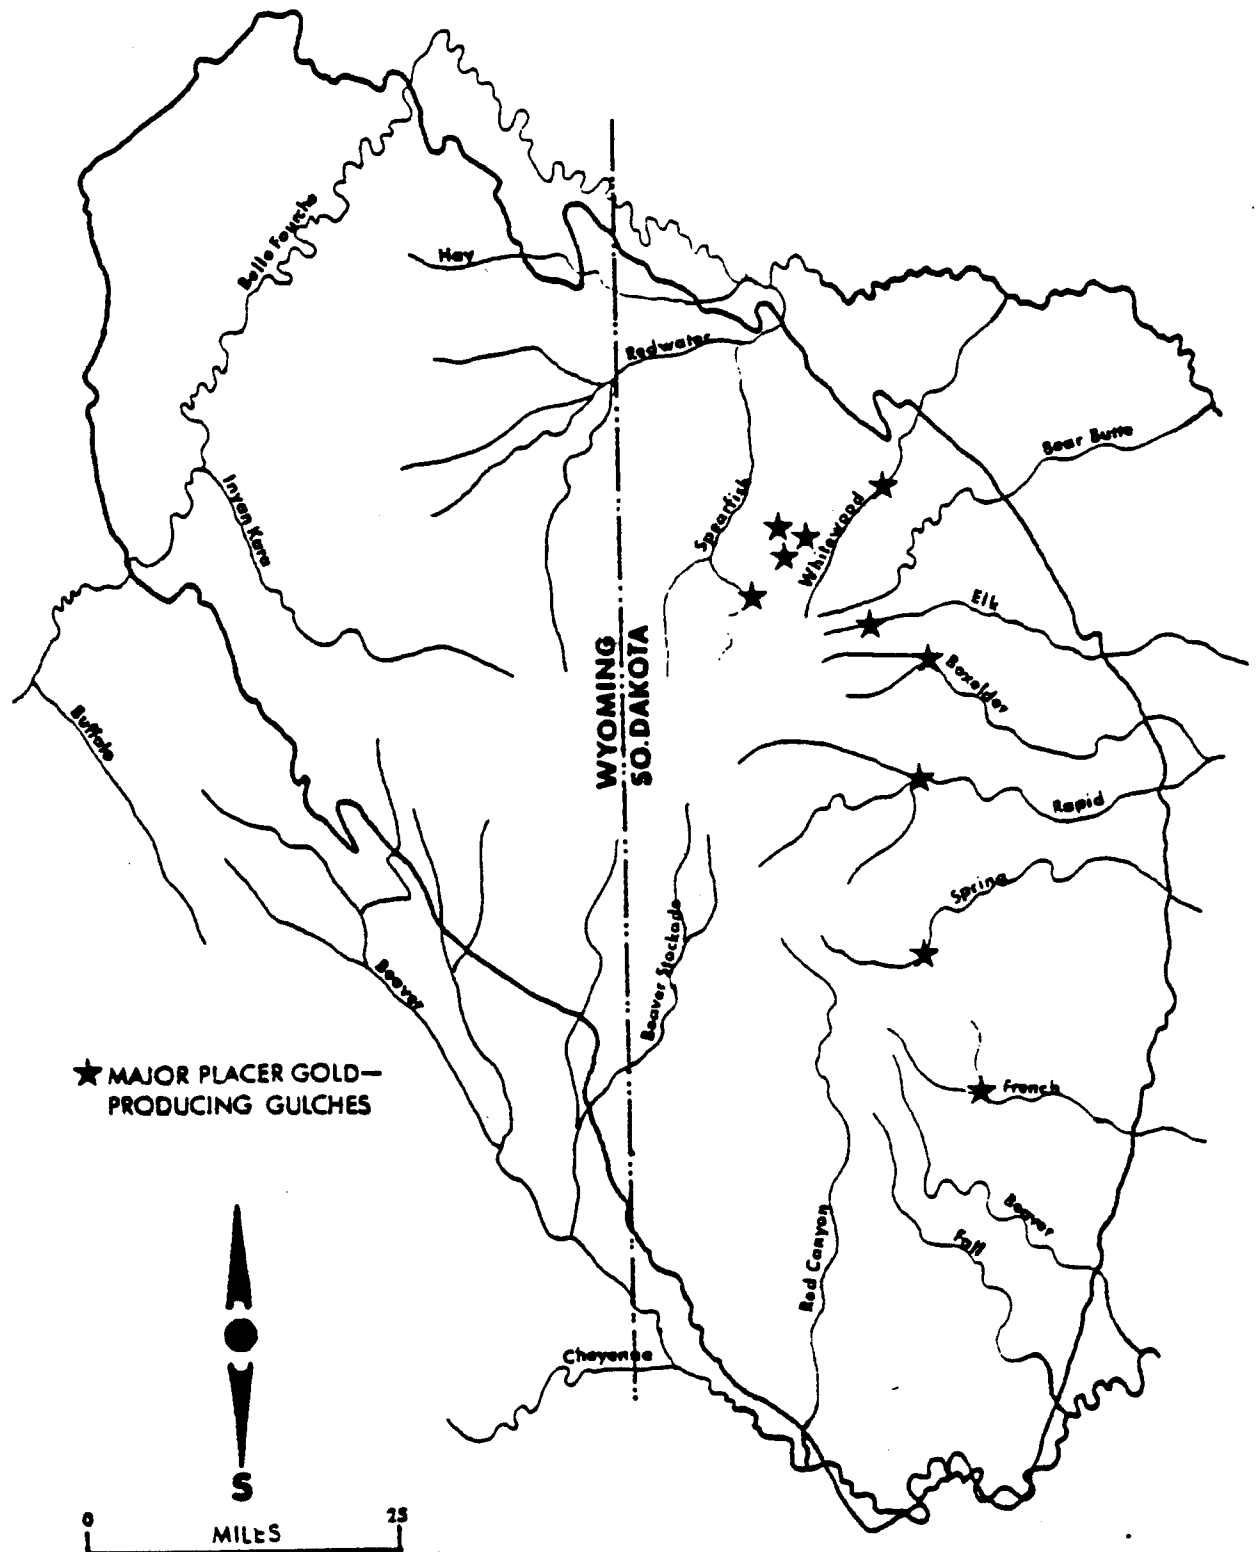 Belle Fourche
Hay
Redwater
Bear Butte
Inyan Kara
Spearfish
Whitewood
Elk
Boxelder
WYOMING
SO. DAKOTA
Buffalo
Rapid
Spring
Beaver
Beaver Stockade
★ MAJOR PLACER GOLD—
PRODUCING GULCHES
French
Beaver
Fall
Red Canyon
Cheyenne
S
0 25
MILES